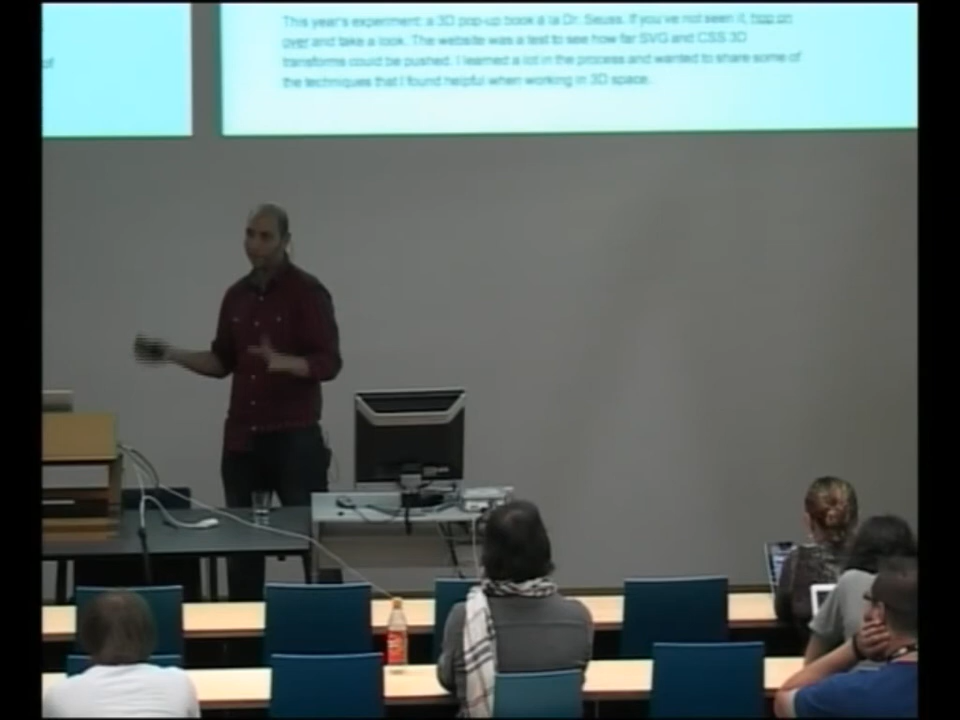 of
This year's experiment: a 3D pop-up book à la Dr. Seuss. If you've not seen it, hop on
over and take a look. The website was a test to see how far SVG and CSS 3D
transforms could be pushed. I learned a lot in the process and wanted to share some of
the techniques that I found helpful when working in 3D space.